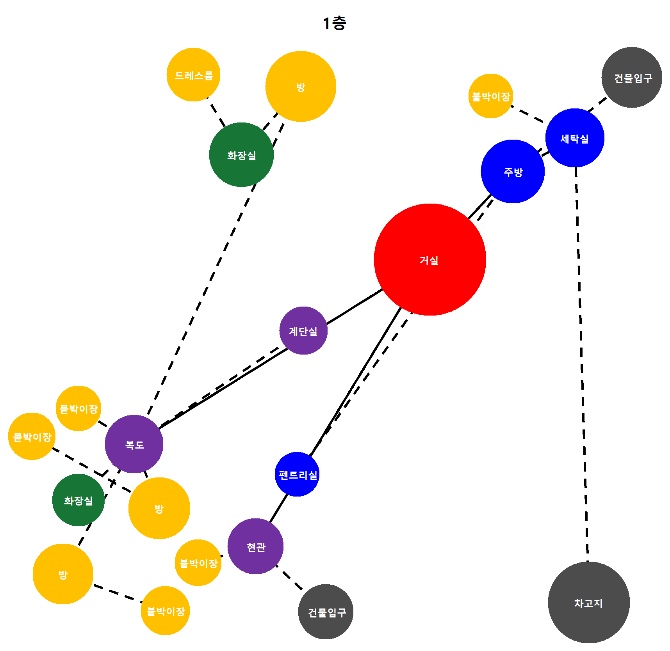 1층
드레스룸
방
건물입구
붙박이장
세탁실
화장실
주방
거실
계단실
붙박이장
붙박이장
복도
팬트리실
화장실
방
현관
붙박이장
방
차고지
붙박이장
건물입구